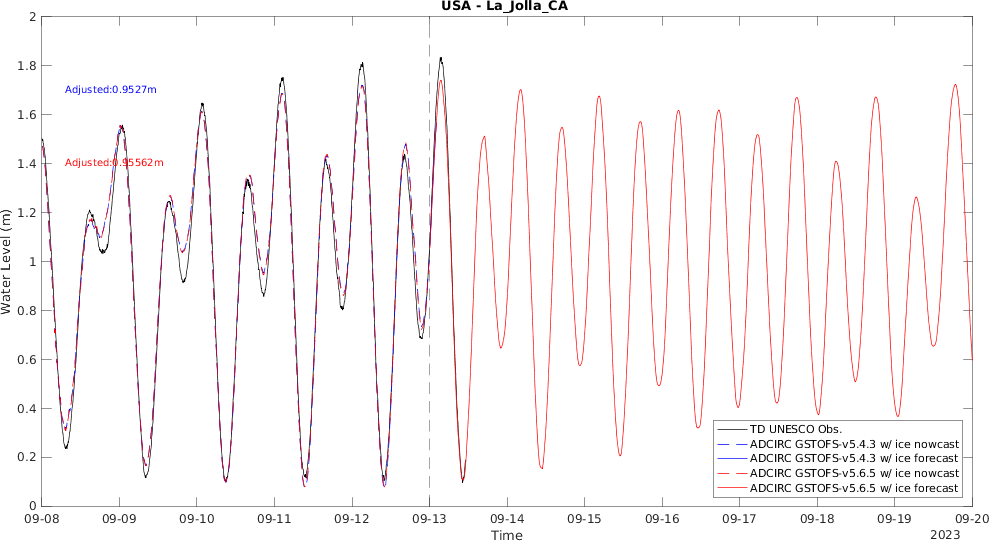 USA - La_Jolla_CA
Water Level (m)
2
1.8
1.6
1.4
1.2
1
0.8
0.6
0.4
0.2
0
Adjusted:0.9527m
Adjusted:0.95562m
TD UNESCO Obs.
ADCIRC GSTOFS-v5.4.3 w/ ice nowcast
ADCIRC GSTOFS-v5.4.3 w/ ice forecast
ADCIRC GSTOFS-v5.6.5 w/ ice nowcast
ADCIRC GSTOFS-v5.6.5 w/ ice forecast
09-08 09-09 09-10 09-11 09-12 09-13 09-14 09-15 09-16 09-17 09-18 09-19 09-20
Time
2023